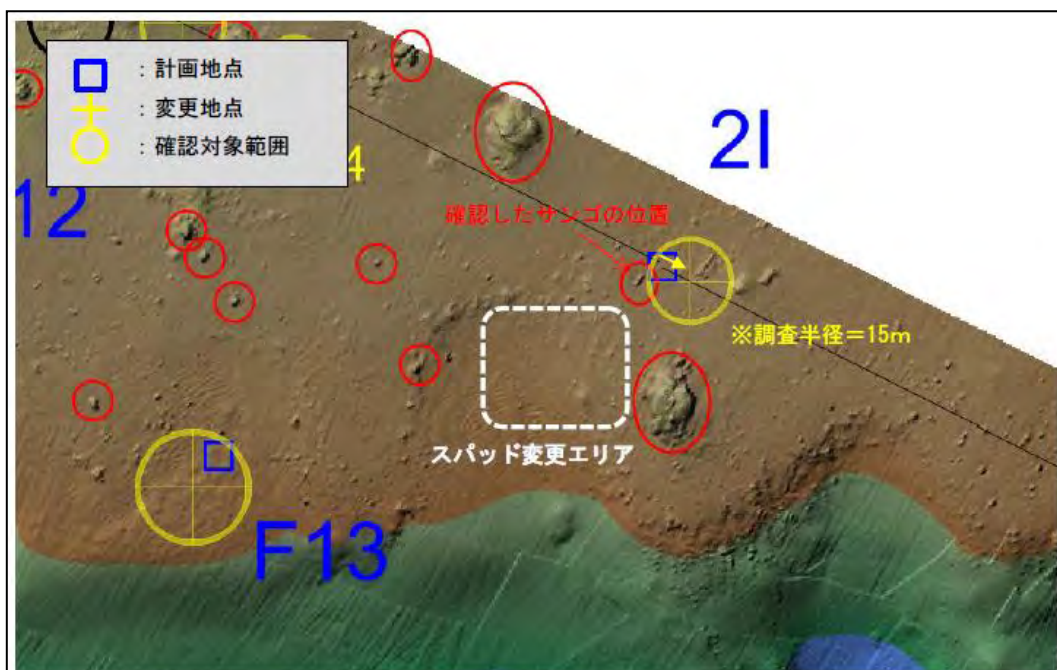 : 計画地点
: 変更地点
: 確認対象範囲
2I
4
12
確認したサンゴの位置
※調査半径=15m
スパッド変更エリア
F13